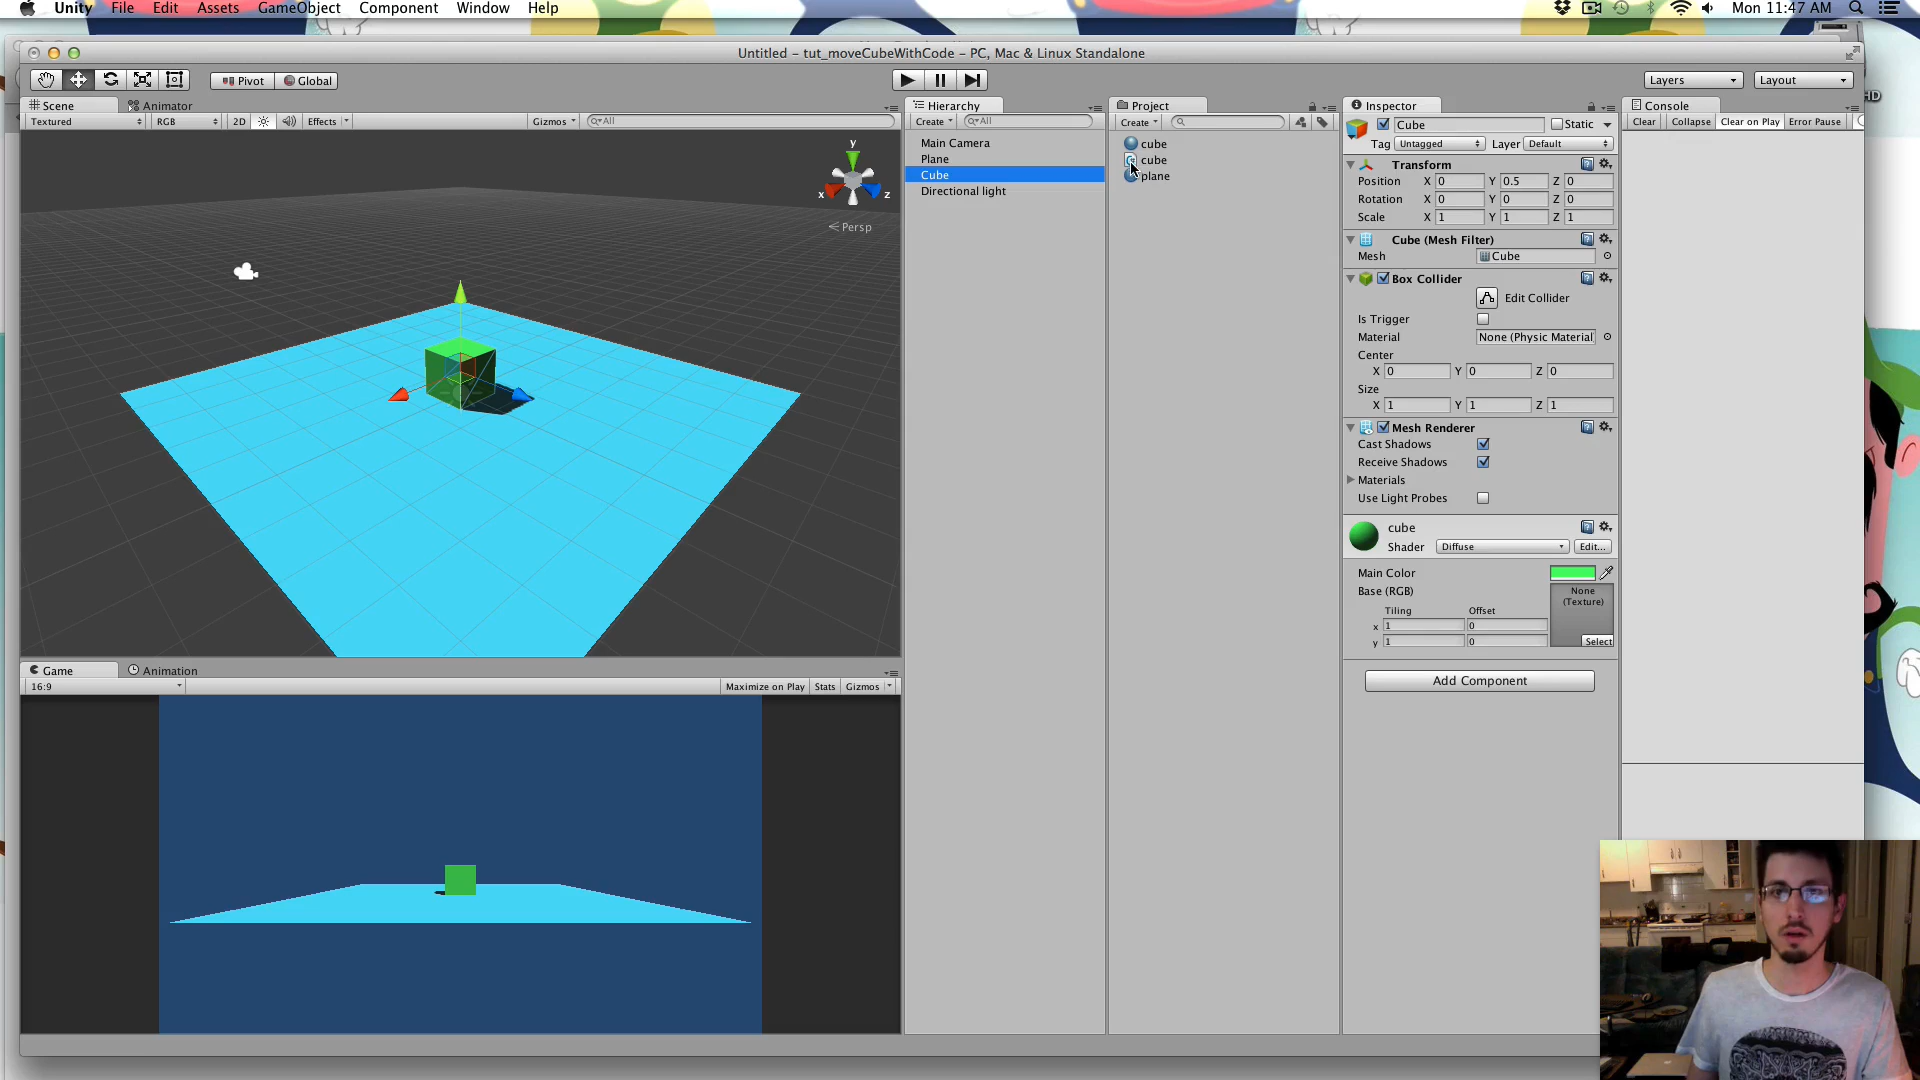 Unity File Edit Assets GameObject Component Window Help Mon 11:47 AM
Untitled – tut_moveCubeWithCode – PC, Mac & Linux Standalone
Pivot Global Layers Layout
HD
Scene Animator Hierarchy Project Inspector Console
Textured RGB 2D Effects Gizmos All
Create All
Create
Clear Collapse Clear on Play Error Pause
Main Camera
Plane
Cube
Directional light
cube
cube
plane
y
x z
Persp
Cube Static
Tag Untagged Layer Default
Transform
Position X 0 Y 0.5 Z 0
Rotation X 0 Y 0 Z 0
Scale X 1 Y 1 Z 1
Cube (Mesh Filter)
Mesh Cube
Box Collider
Edit Collider
Is Trigger
Material None (Physic Material)
Center
X 0 Y 0 Z 0
Size
X 1 Y 1 Z 1
Mesh Renderer
Cast Shadows
Receive Shadows
Materials
Use Light Probes
cube
Shader Diffuse Edit...
Main Color
Base (RGB) None
(Texture)
Tiling Offset
x 1 0
y 1 0 Select
Add Component
Game Animation
16:9 Maximize on Play Stats Gizmos